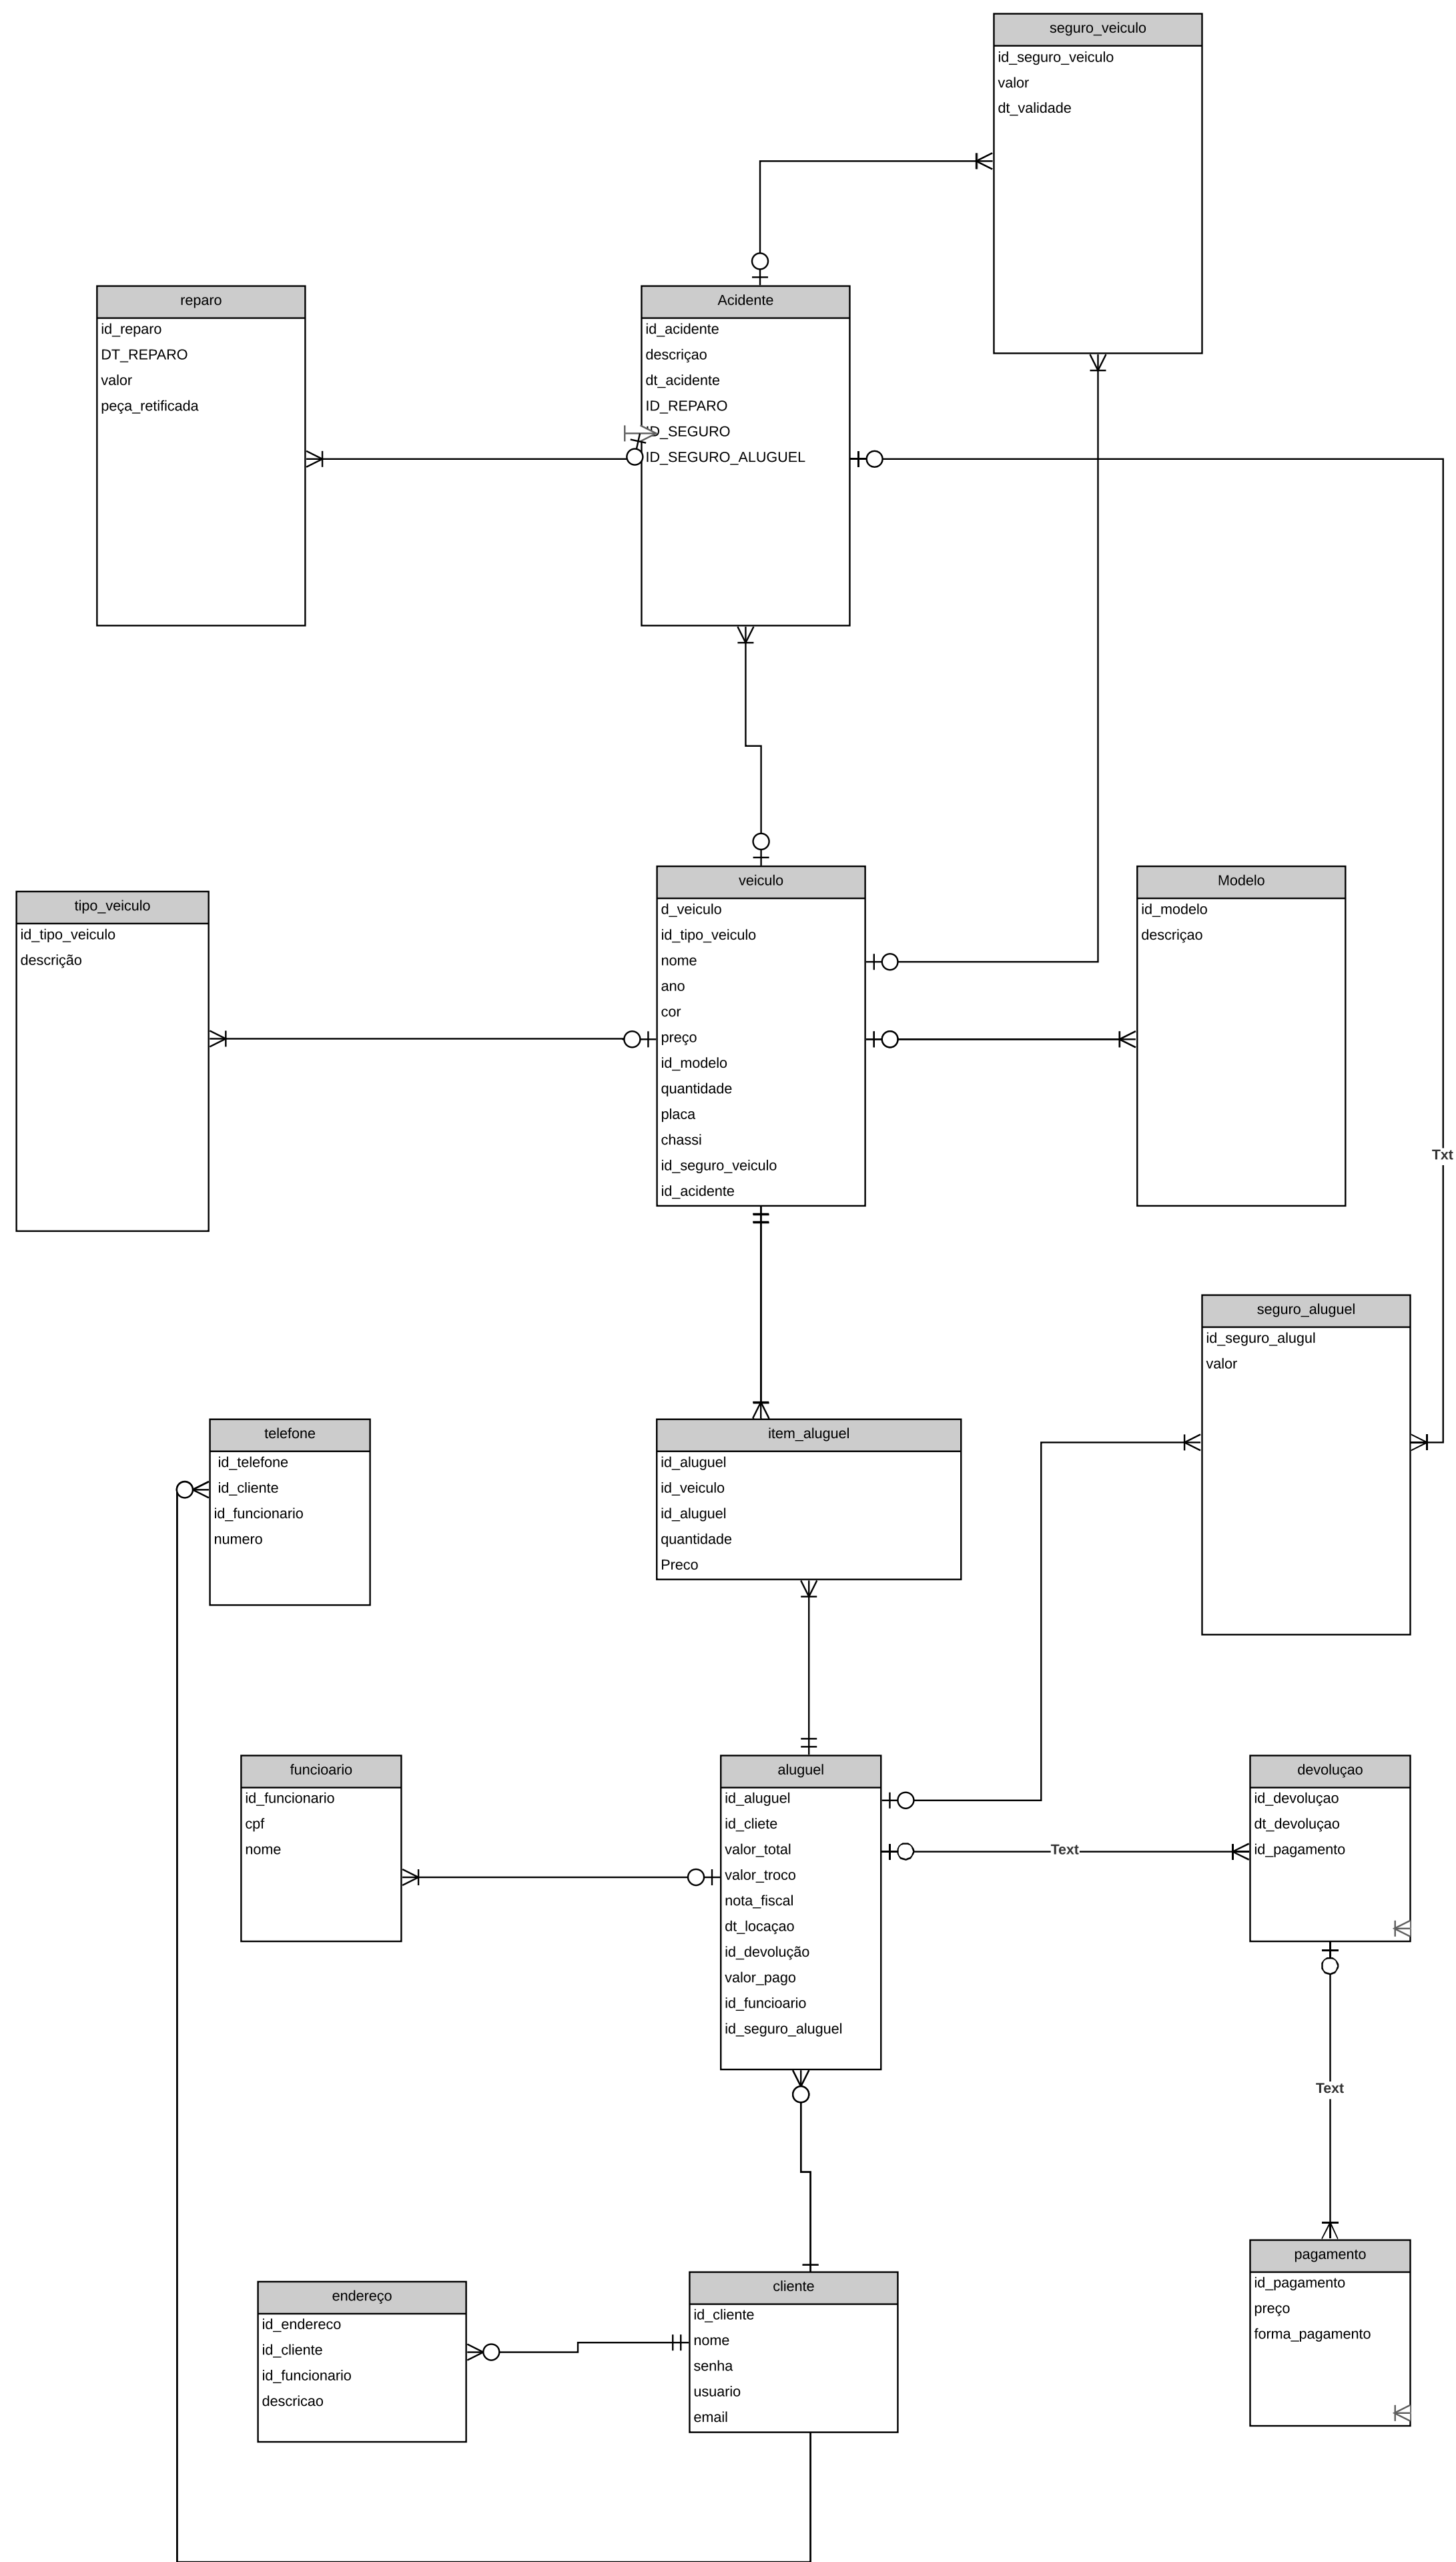 seguro_veiculo
id_seguro_veiculo
valor
dt_validade
reparo
id_reparo
DT_REPARO
valor
peça_retificada
Acidente
id_acidente
descriçao
dt_acidente
ID_REPARO
ID_SEGURO
ID_SEGURO_ALUGUEL
tipo_veiculo
id_tipo_veiculo
descrição
veiculo
d_veiculo
id_tipo_veiculo
nome
ano
cor
preço
id_modelo
quantidade
placa
chassi
id_seguro_veiculo
id_acidente
Modelo
id_modelo
descriçao
Txt
seguro_aluguel
id_seguro_alugul
valor
telefone
id_telefone
id_cliente
id_funcionario
numero
item_aluguel
id_aluguel
id_veiculo
id_aluguel
quantidade
Preco
funcioario
id_funcionario
cpf
nome
aluguel
id_aluguel
id_cliete
valor_total
valor_troco
nota_fiscal
dt_locaçao
id_devolução
valor_pago
id_funcioario
id_seguro_aluguel
Text
devoluçao
id_devoluçao
dt_devoluçao
id_pagamento
Text
endereço
id_endereco
id_cliente
id_funcionario
descricao
cliente
id_cliente
nome
senha
usuario
email
pagamento
id_pagamento
preço
forma_pagamento